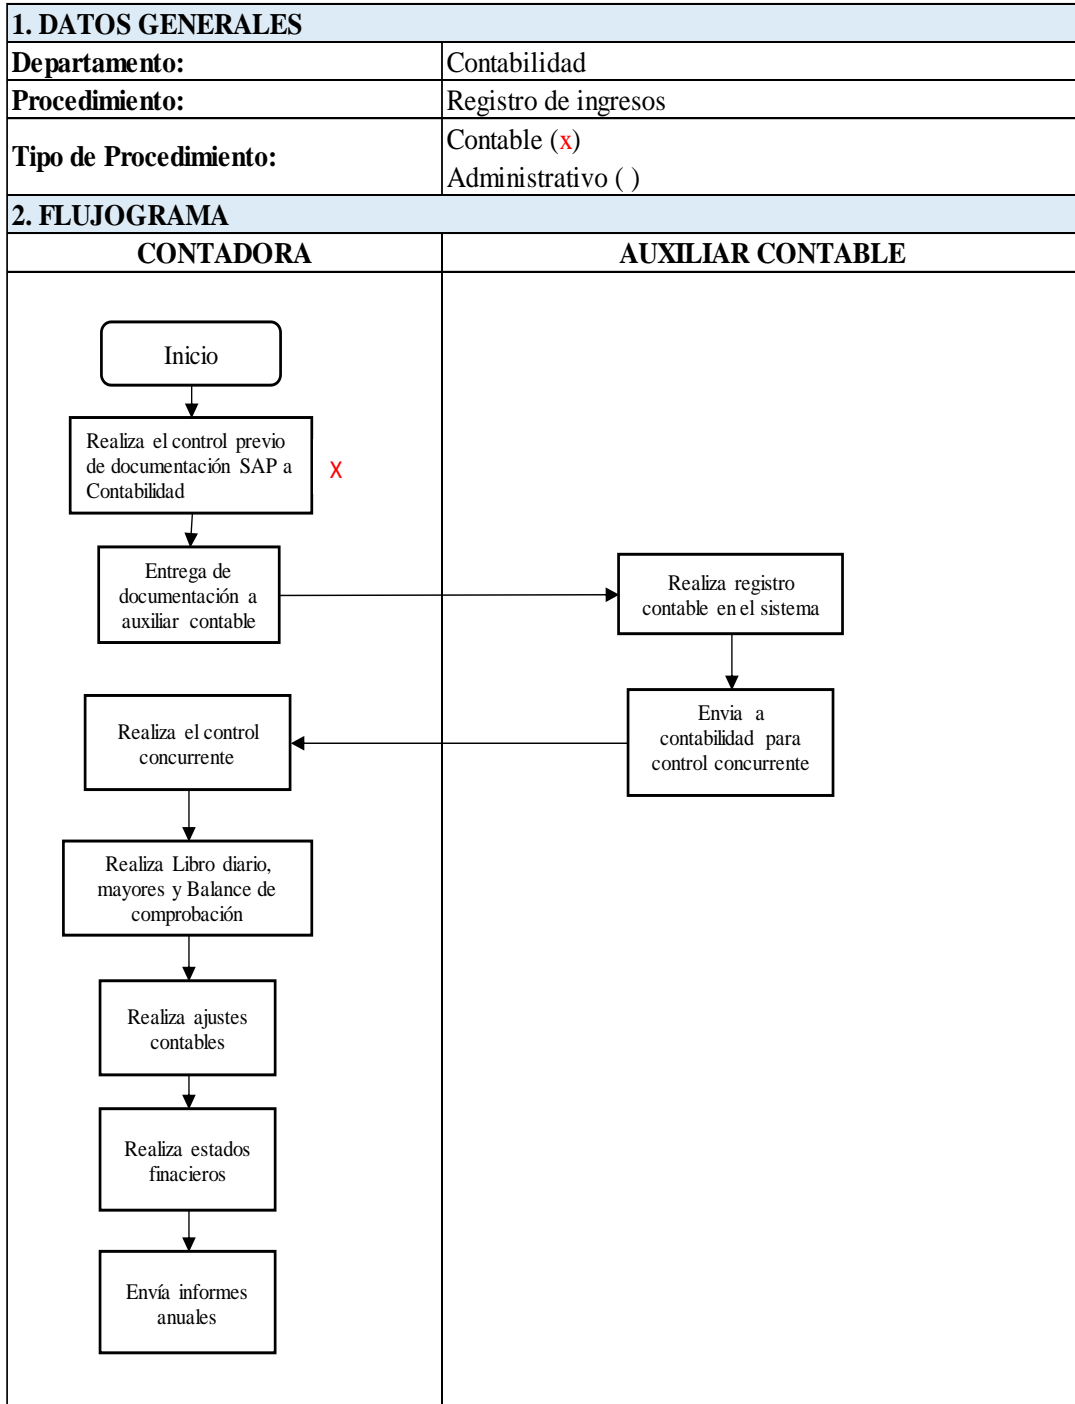 1. DATOS GENERALES
Departamento:
Contabilidad
Procedimiento:
Registro de ingresos
Tipo de Procedimiento:
Contable (x)
Administrativo ( )
2. FLUJOGRAMA
CONTADORA
AUXILIAR CONTABLE
Inicio
Realiza el control previo
de documentación SAP a
Contabilidad
X
Entrega de
documentación a
auxiliar contable
Realiza registro
contable en el sistema
Envia a
contabilidad para
control concurrente
Realiza el control
concurrente
Realiza Libro diario,
mayores y Balance de
comprobación
Realiza ajustes
contables
Realiza estados
finacieros
Envía informes
anuales